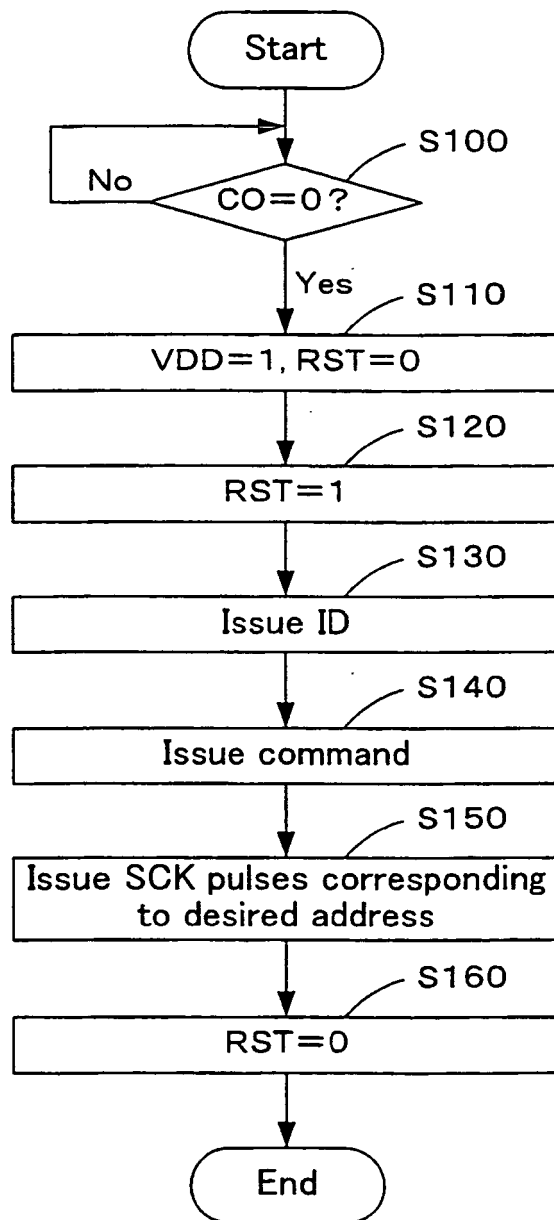 Start
S100
No
CO=0?
Yes
S110
VDD=1, RST=0
S120
RST=1
S130
Issue ID
S140
Issue command
S150
Issue SCK pulses corresponding
to desired address
S160
RST=0
End